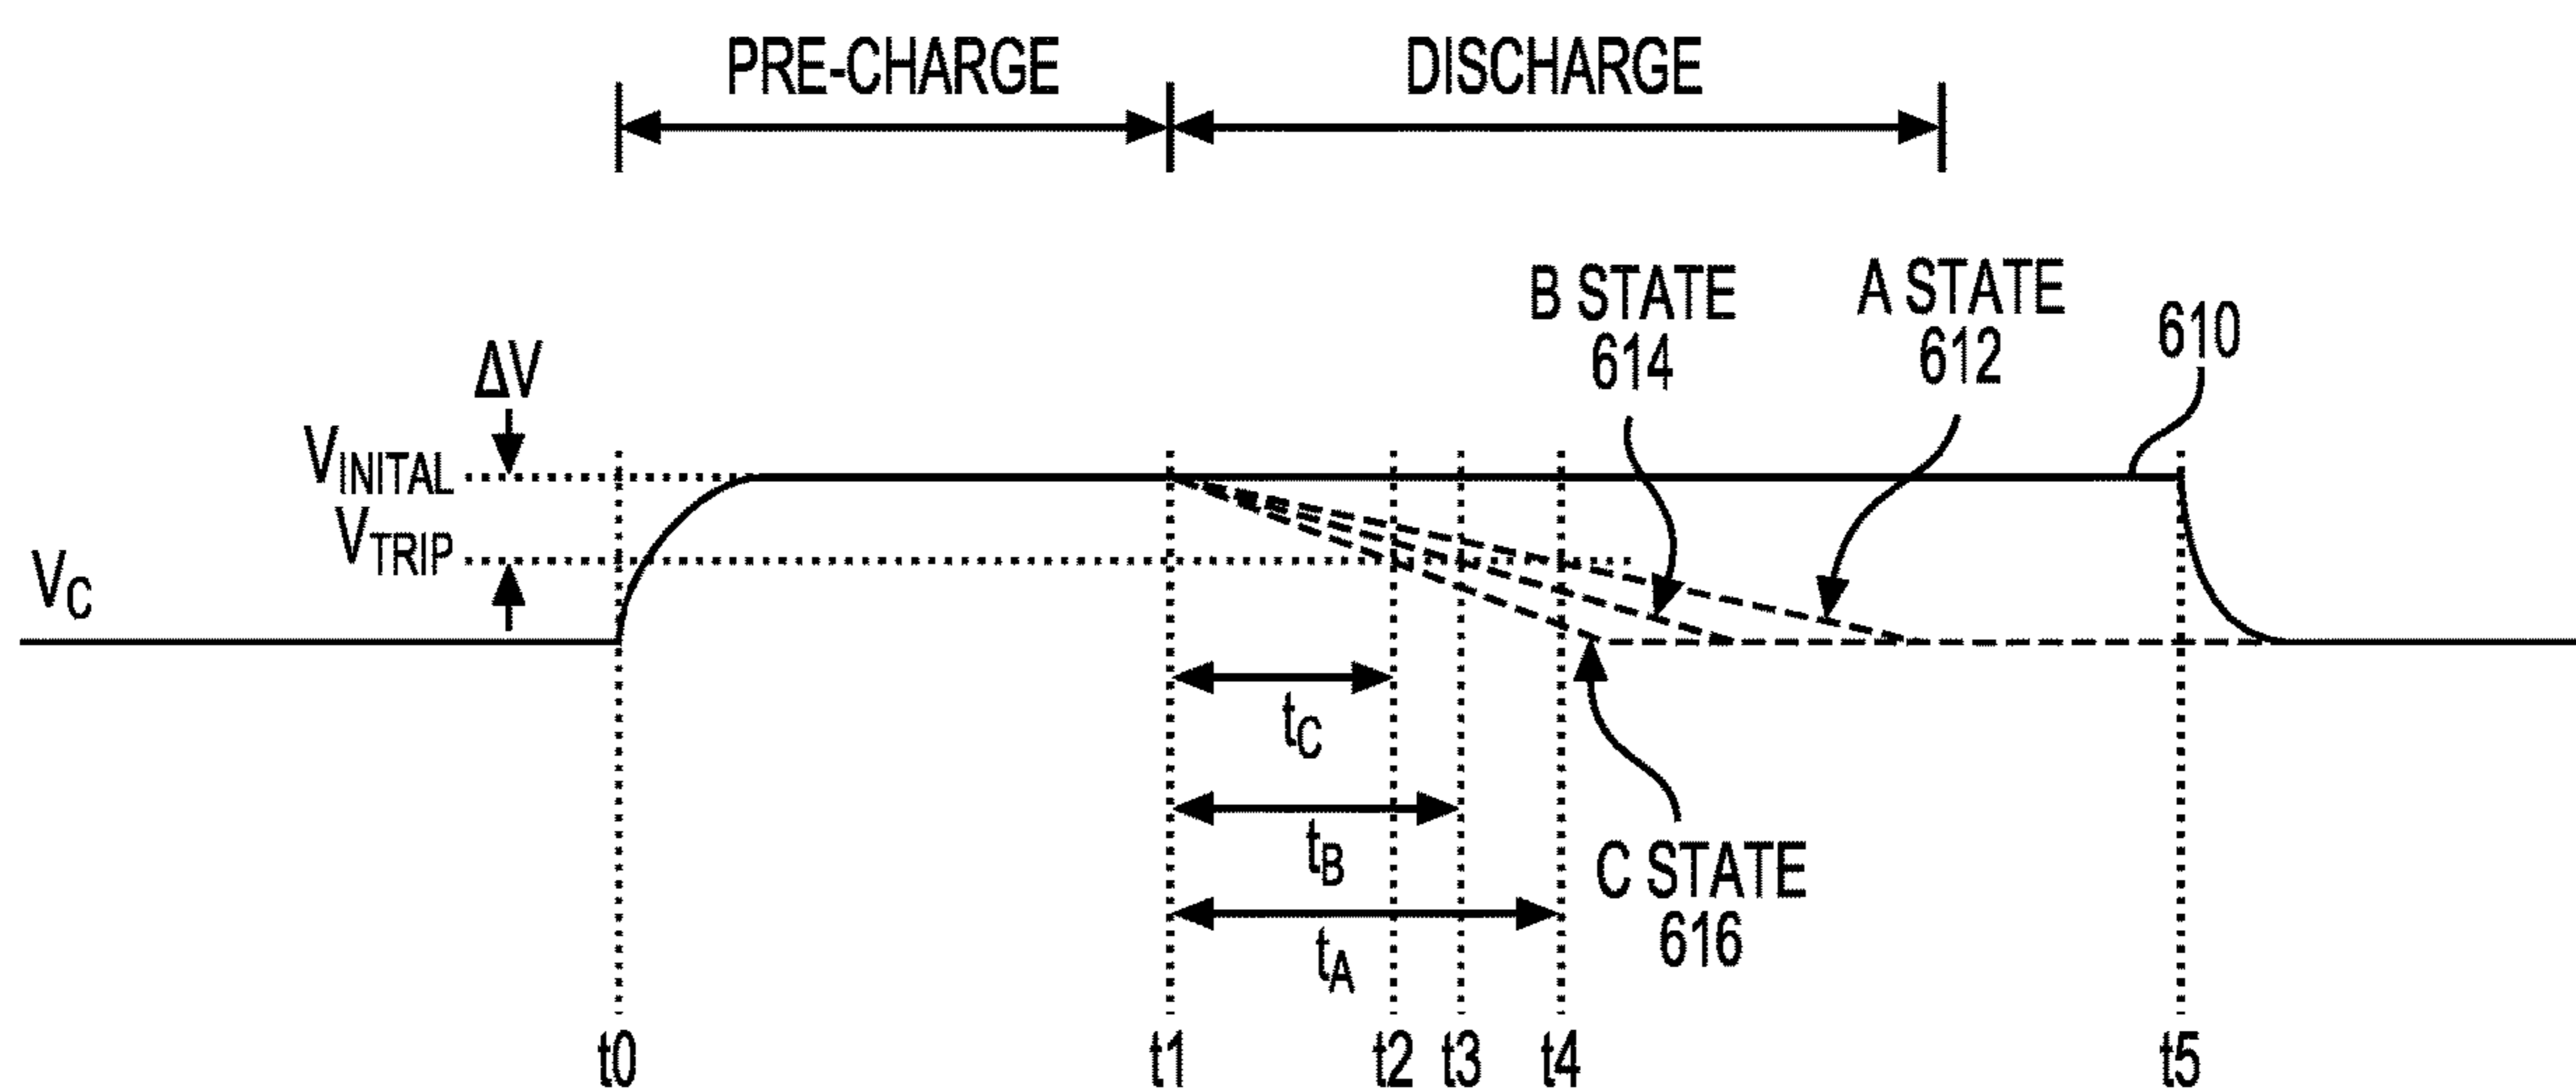 PRE-CHARGE
DISCHARGE
B STATE
614
A STATE
612
610
ΔV
VINITAL
VTRIP
VC
tC
tB
tA
C STATE
616
t0
t1
t2
t3
t4
t5